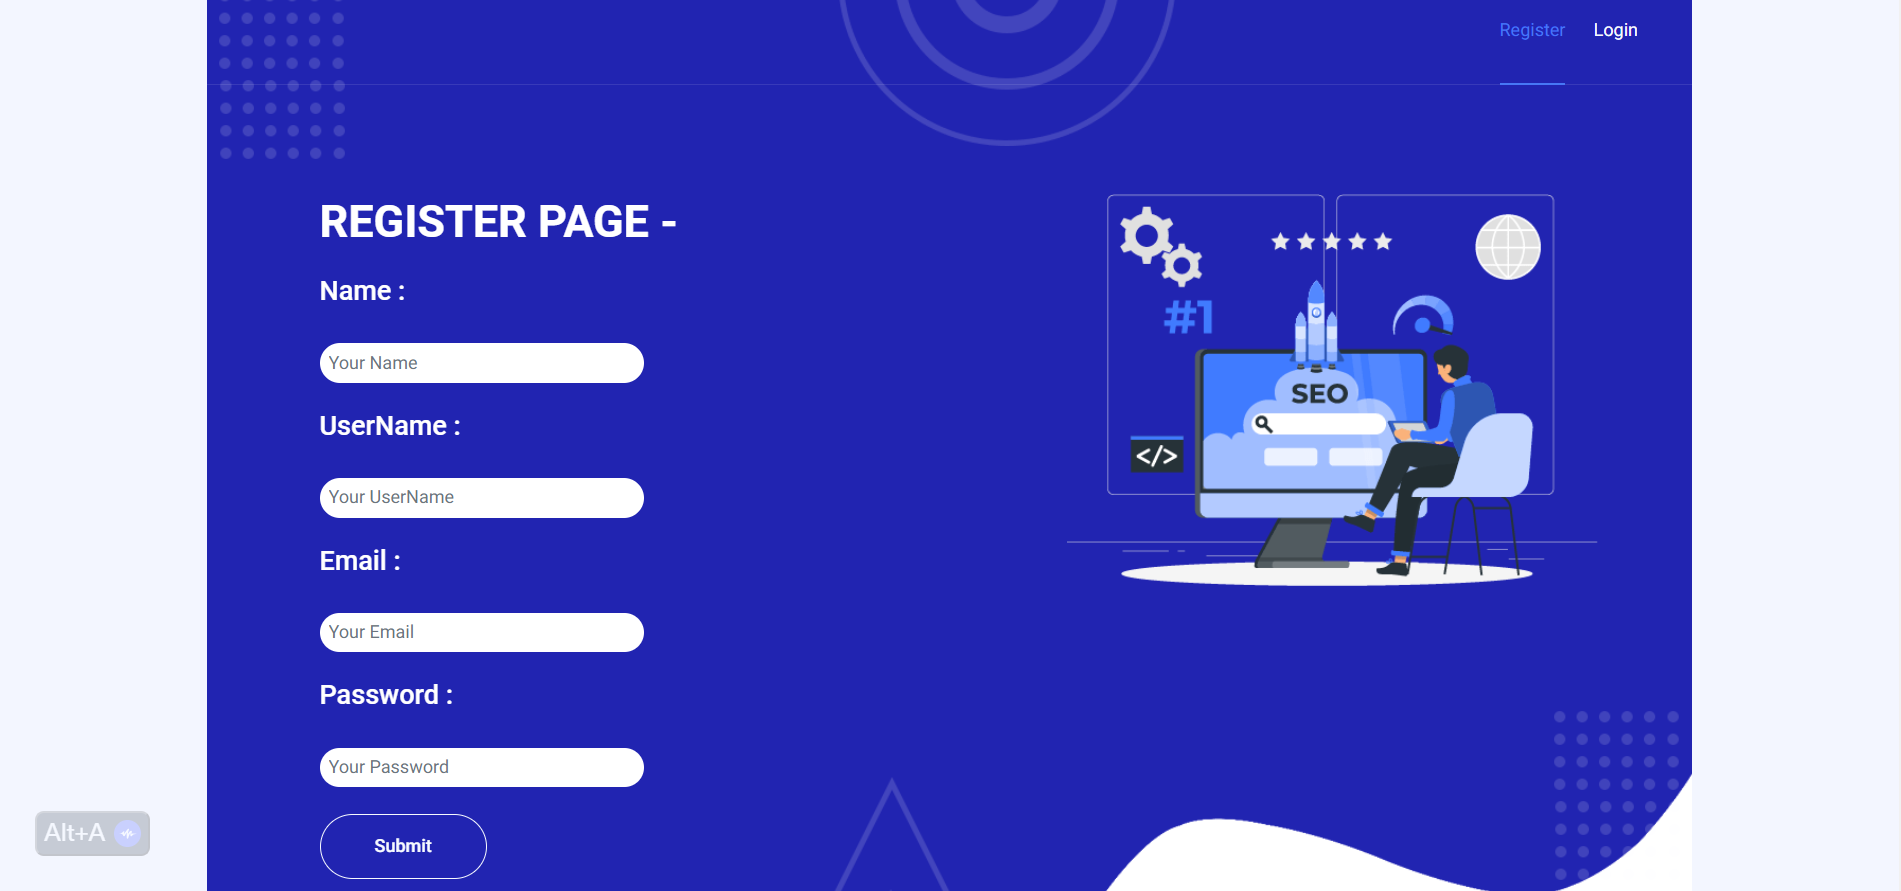 Register Login
REGISTER PAGE -
Name :
Your Name
UserName :
Your UserName
Email :
Your Email
Password :
Your Password
Submit
#1
SEO
</>
Alt+A